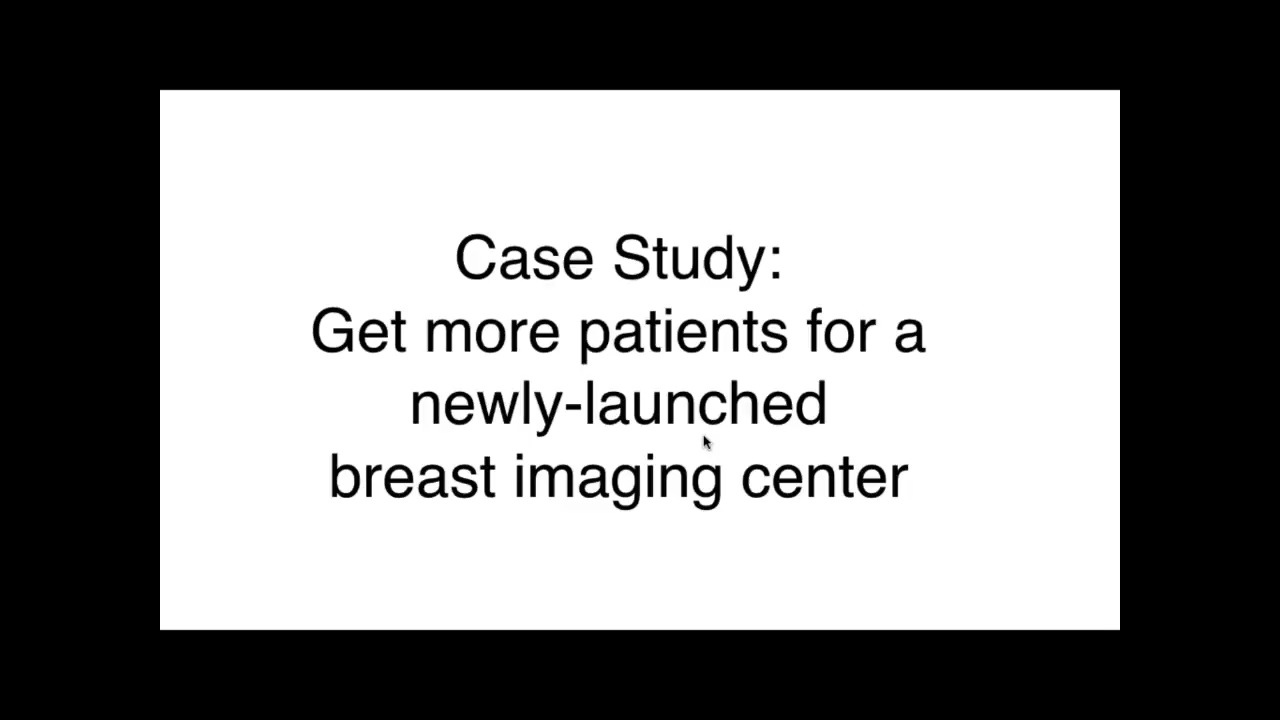 Case Study:
Get more patients for a
newly-launched
breast imaging center